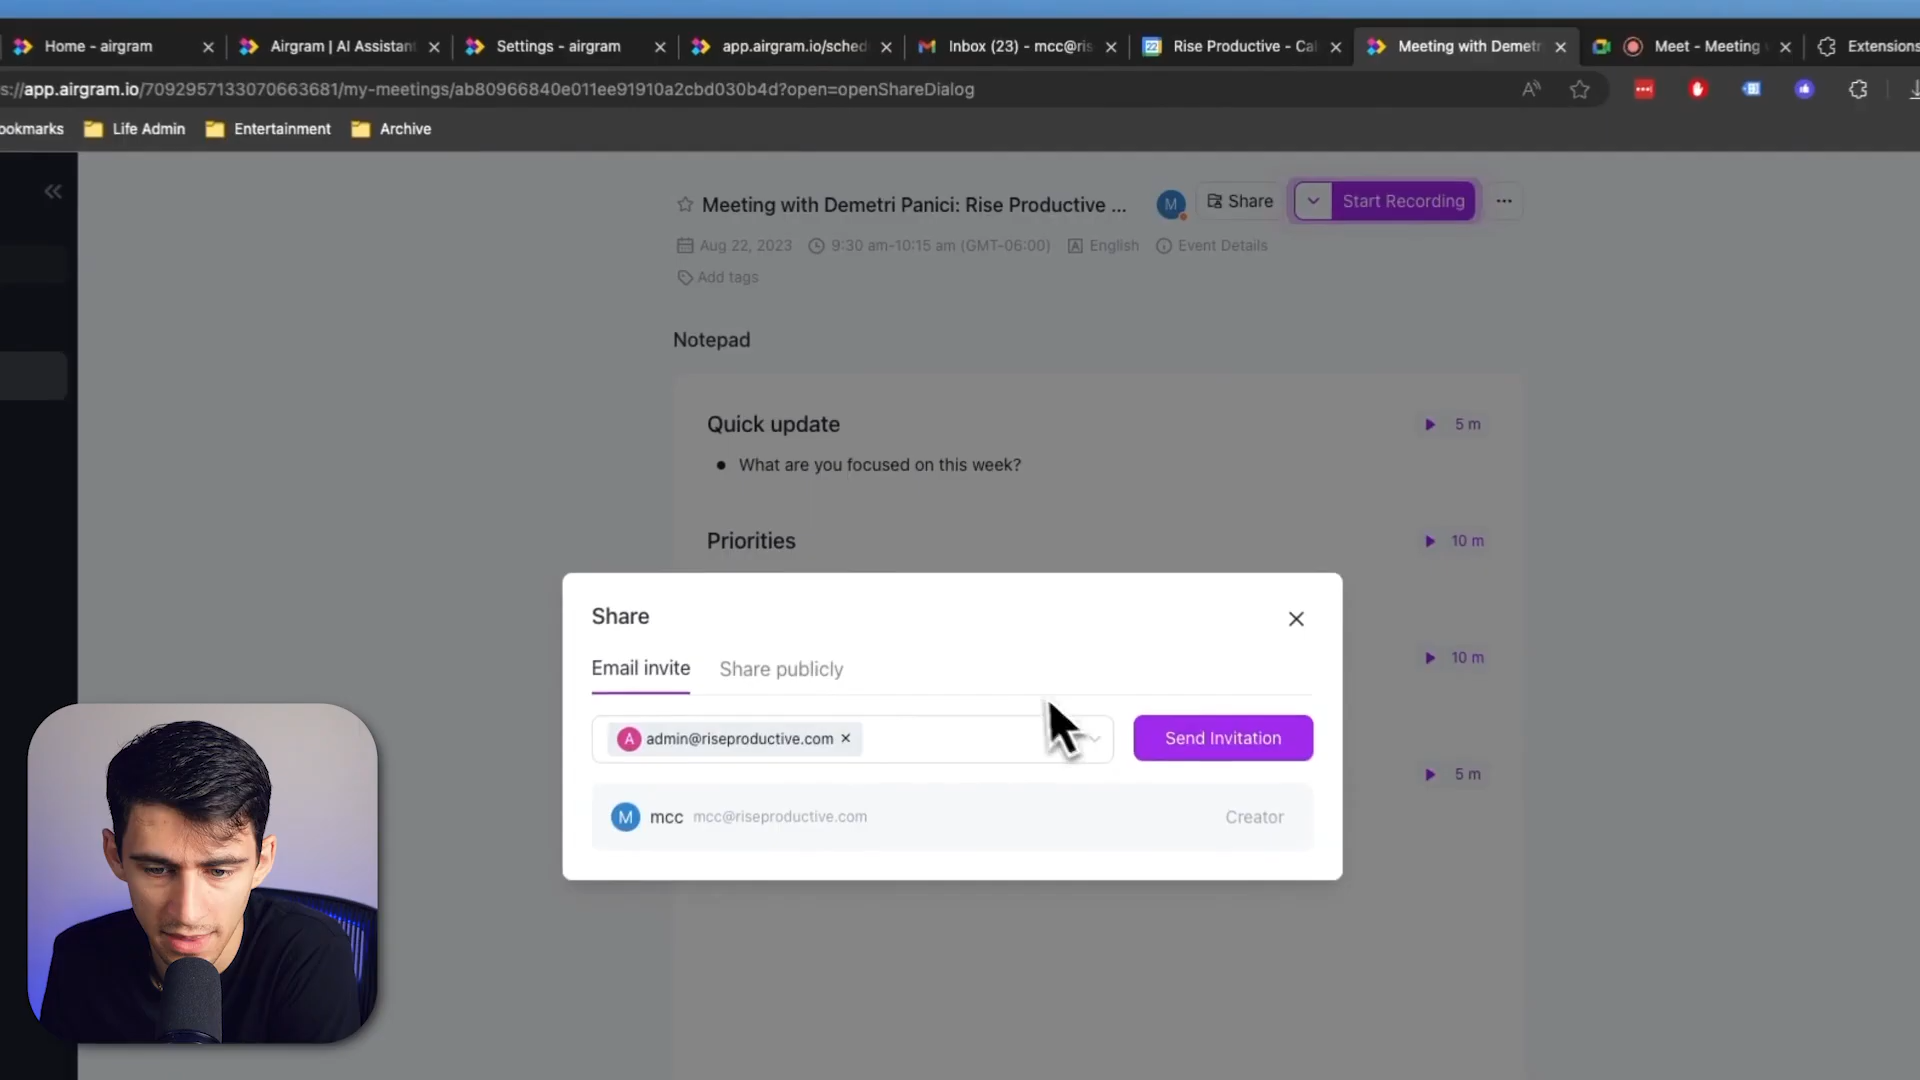 Home - airgram
Airgram | AI Assistan
Settings - airgram
app.airgram.io/sched
Inbox (23) - mcc@ris
Rise Productive - Cal
Meeting with Demetr
Meet - Meeting
Extensions
s://app.airgram.io/7092957133070663681/my-meetings/ab80966840e011ee91910a2cbd030b4d?open=openShareDialog
ookmarks
Life Admin
Entertainment
Archive
Meeting with Demetri Panici: Rise Productive ...
M
Share
Start Recording
Aug 22, 2023
9:30 am-10:15 am (GMT-06:00)
English
Event Details
Add tags
Notepad
Quick update
5 m
What are you focused on this week?
Priorities
10 m
Share
10 m
Email invite
Share publicly
A admin@riseproductive.com
Send Invitation
5 m
M mcc mcc@riseproductive.com
Creator